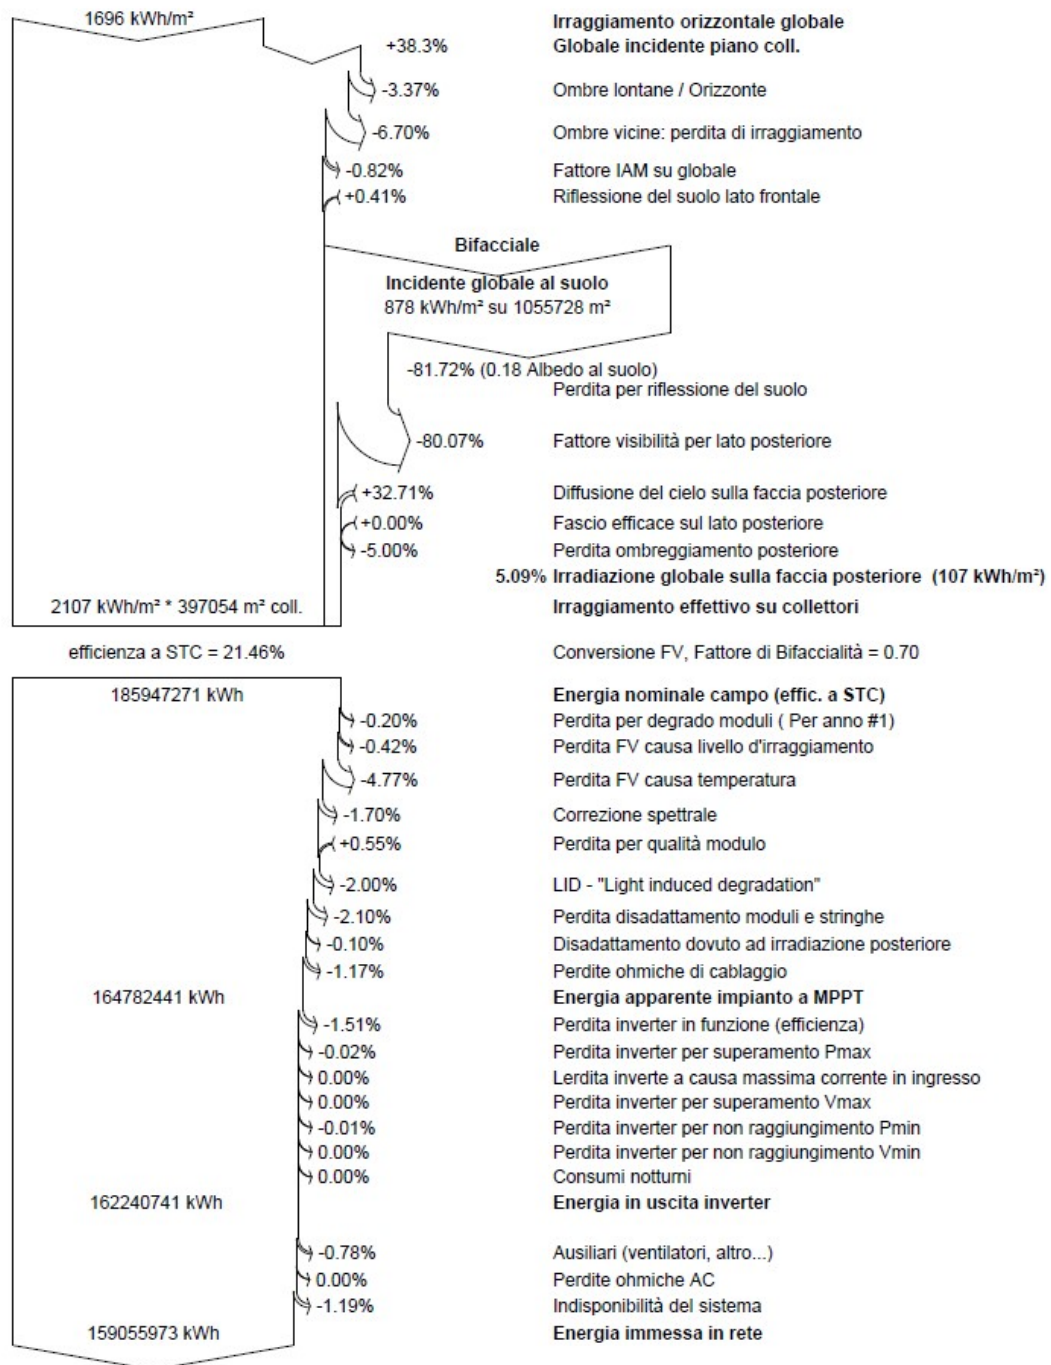 1696 kWh/m² Irraggiamento orizzontale globale
+38.3% Globale incidente piano coll.
-3.37% Ombre lontane / Orizzonte
-6.70% Ombre vicine: perdita di irraggiamento
-0.82% Fattore IAM su globale
+0.41% Riflessione del suolo lato frontale
Bifacciale
Incidente globale al suolo
878 kWh/m² su 1055728 m²
-81.72% (0.18 Albedo al suolo)
Perdita per riflessione del suolo
-80.07% Fattore visibilità per lato posteriore
+32.71% Diffusione del cielo sulla faccia posteriore
+0.00% Fascio efficace sul lato posteriore
-5.00% Perdita ombreggiamento posteriore
5.09% Irradiazione globale sulla faccia posteriore (107 kWh/m²)
2107 kWh/m² * 397054 m² coll. Irraggiamento effettivo su collettori
efficienza a STC = 21.46% Conversione FV, Fattore di Bifaccialità = 0.70
185947271 kWh Energia nominale campo (effic. a STC)
-0.20% Perdita per degrado moduli ( Per anno #1)
-0.42% Perdita FV causa livello d'irraggiamento
-4.77% Perdita FV causa temperatura
-1.70% Correzione spettrale
+0.55% Perdita per qualità modulo
-2.00% LID - "Light induced degradation"
-2.10% Perdita disadattamento moduli e stringhe
-0.10% Disadattamento dovuto ad irradiazione posteriore
-1.17% Perdite ohmiche di cablaggio
164782441 kWh Energia apparente impianto a MPPT
-1.51% Perdita inverter in funzione (efficienza)
-0.02% Perdita inverter per superamento Pmax
0.00% Lerdita inverte a causa massima corrente in ingresso
0.00% Perdita inverter per superamento Vmax
-0.01% Perdita inverter per non raggiungimento Pmin
0.00% Perdita inverter per non raggiungimento Vmin
0.00% Consumi notturni
162240741 kWh Energia in uscita inverter
-0.78% Ausiliari (ventilatori, altro...)
0.00% Perdite ohmiche AC
-1.19% Indisponibilità del sistema
159055973 kWh Energia immessa in rete